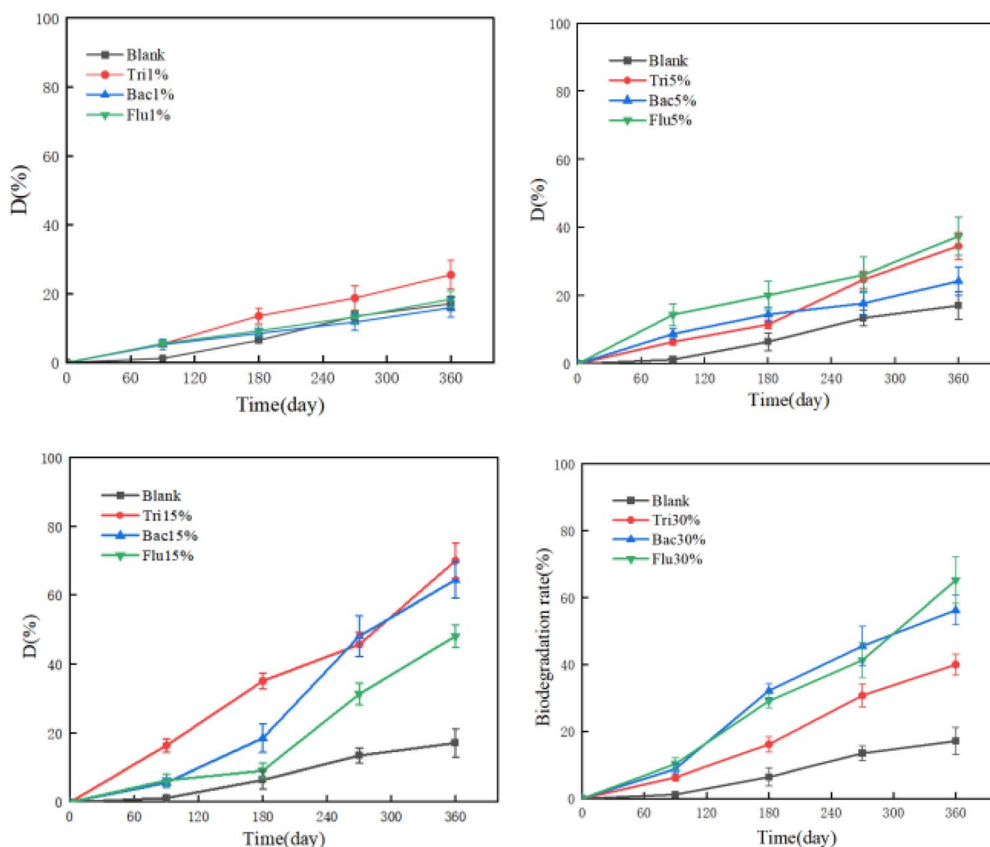 100
80
60
40
20
0
D(%)
Blank
Tri1%
Bac1%
Flu1%
0 60 120 180 240 300 360
Time(day)
100
80
60
40
20
0
D(%)
Blank
Tri5%
Bac5%
Flu5%
0 60 120 180 240 300 360
Time(day)
100
80
60
40
20
0
D(%)
Blank
Tri15%
Bac15%
Flu15%
0 60 120 180 240 300 360
Time(day)
100
80
60
40
20
0
Biodegradation rate(%)
Blank
Tri30%
Bac30%
Flu30%
0 60 120 180 240 300 360
Time(day)